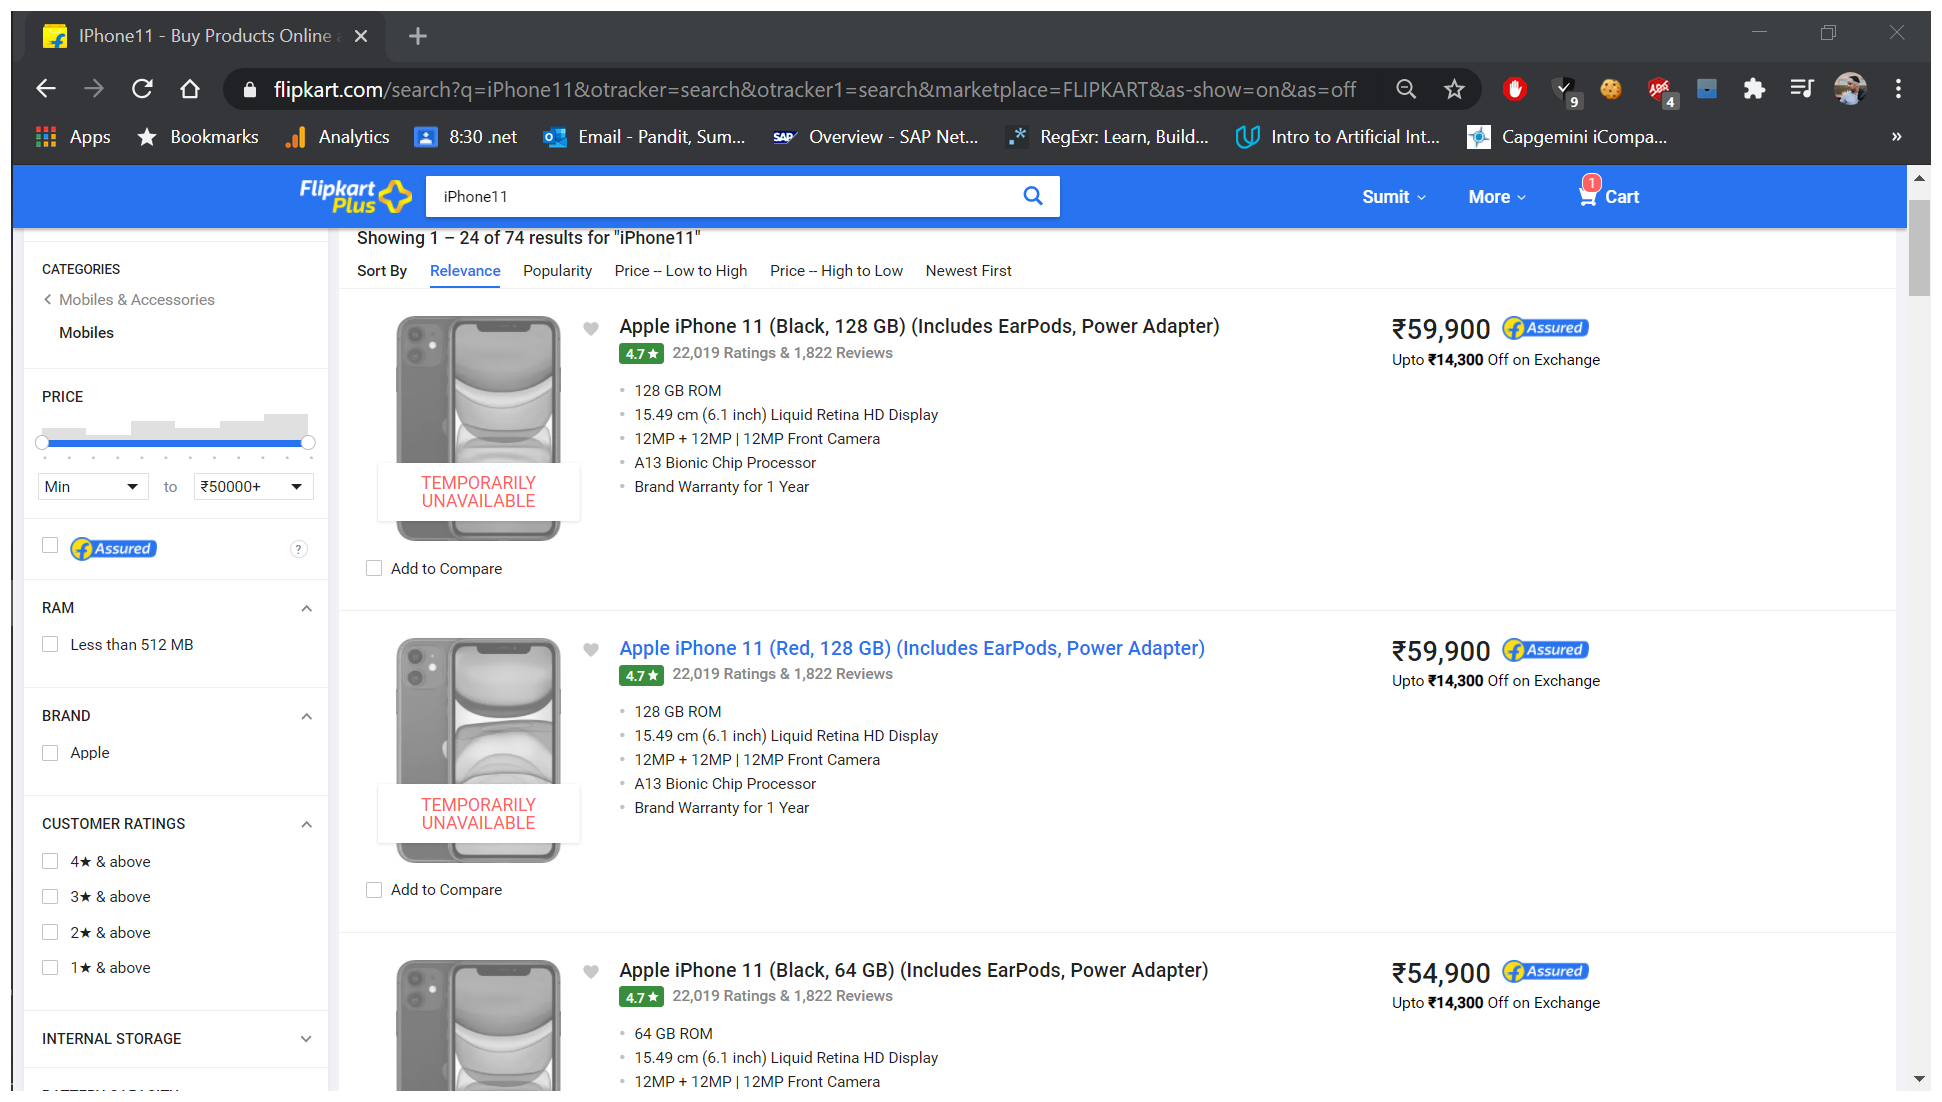 IPhone11 - Buy Products Online a
flipkart.com/search?q=iPhone11&otracker=search&otracker1=search&marketplace=FLIPKART&as-show=on&as=off
9
ABP
4
Apps
Bookmarks
Analytics
8:30 .net
Email - Pandit, Sum...
SAP
Overview - SAP Net...
RegExr: Learn, Build...
Intro to Artificial Int...
Capgemini iCompa...
»
Flipkart
Plus
iPhone11
Sumit
More
1
Cart
Showing 1 – 24 of 74 results for "iPhone11"
Sort By Relevance Popularity Price -- Low to High Price -- High to Low Newest First
CATEGORIES
Mobiles & Accessories
Mobiles
PRICE
Min to ₹50000+
Assured ?
RAM
Less than 512 MB
BRAND
Apple
CUSTOMER RATINGS
4★ & above
3★ & above
2★ & above
1★ & above
INTERNAL STORAGE
BATTERY CAPACITY
Apple iPhone 11 (Black, 128 GB) (Includes EarPods, Power Adapter)
4.7★ 22,019 Ratings & 1,822 Reviews
• 128 GB ROM
• 15.49 cm (6.1 inch) Liquid Retina HD Display
• 12MP + 12MP | 12MP Front Camera
• A13 Bionic Chip Processor
• Brand Warranty for 1 Year
₹59,900 Assured
Upto ₹14,300 Off on Exchange
TEMPORARILY
UNAVAILABLE
Add to Compare
Apple iPhone 11 (Red, 128 GB) (Includes EarPods, Power Adapter)
4.7★ 22,019 Ratings & 1,822 Reviews
• 128 GB ROM
• 15.49 cm (6.1 inch) Liquid Retina HD Display
• 12MP + 12MP | 12MP Front Camera
• A13 Bionic Chip Processor
• Brand Warranty for 1 Year
₹59,900 Assured
Upto ₹14,300 Off on Exchange
TEMPORARILY
UNAVAILABLE
Add to Compare
Apple iPhone 11 (Black, 64 GB) (Includes EarPods, Power Adapter)
4.7★ 22,019 Ratings & 1,822 Reviews
• 64 GB ROM
• 15.49 cm (6.1 inch) Liquid Retina HD Display
• 12MP + 12MP | 12MP Front Camera
₹54,900 Assured
Upto ₹14,300 Off on Exchange